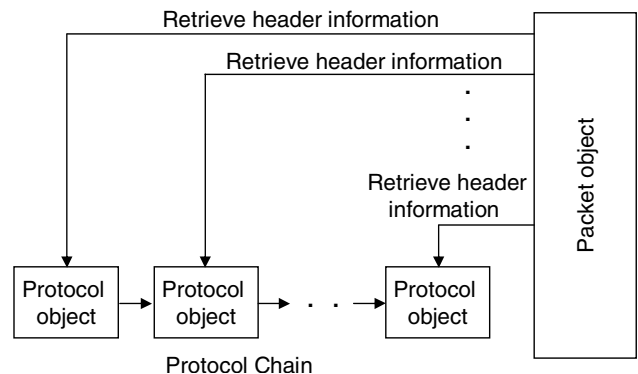 Retrieve header information
Retrieve header information
.
.
.
Retrieve header
information
Packet object
Protocol
object
Protocol
object
. .
Protocol
object
Protocol Chain